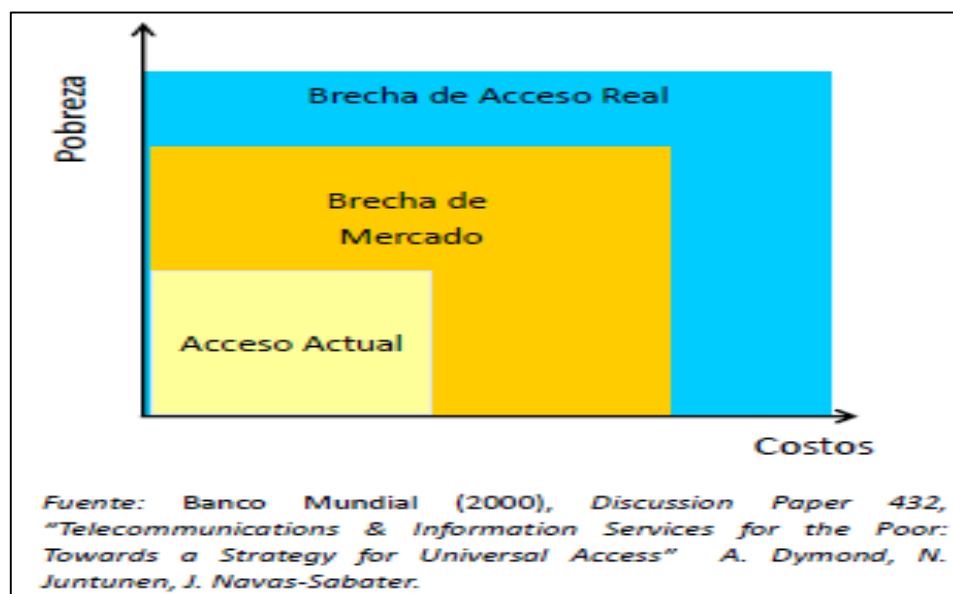 Pobreza
Brecha de Acceso Real
Brecha de
Mercado
Acceso Actual
Costos
Fuente: Banco Mundial (2000), Discussion Paper 432,
“Telecommunications & Information Services for the Poor:
Towards a Strategy for Universal Access” A. Dymond, N.
Juntunen, J. Navas-Sabater.